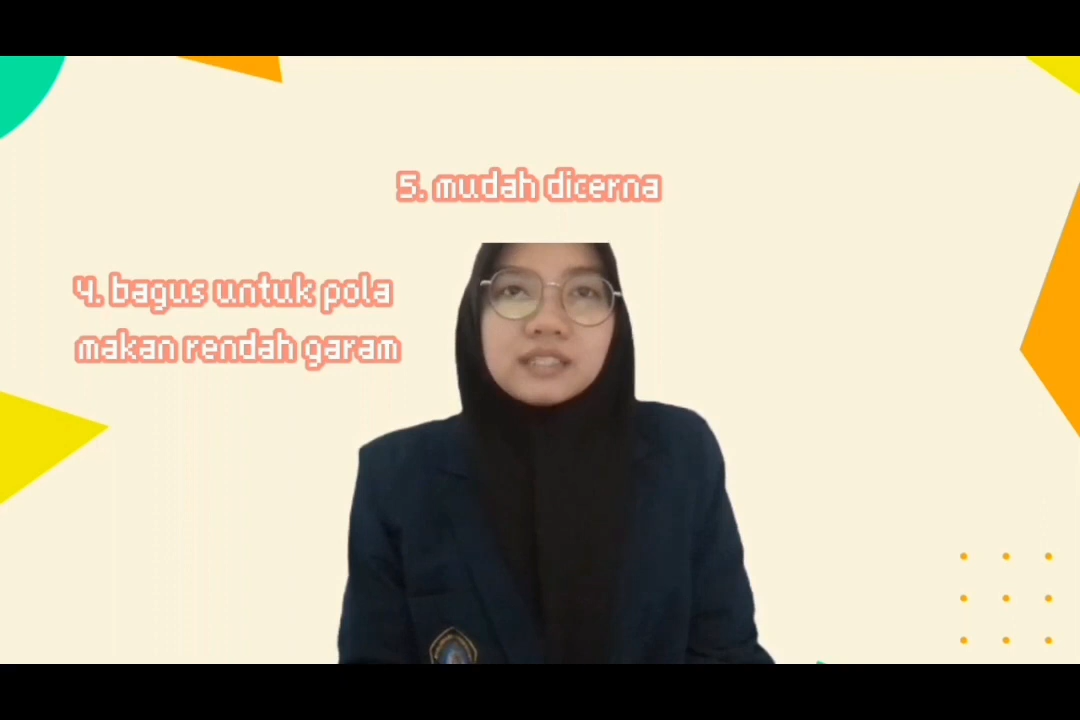 5. mudah dicerna
4. bagus untuk pola
makan rendah garam